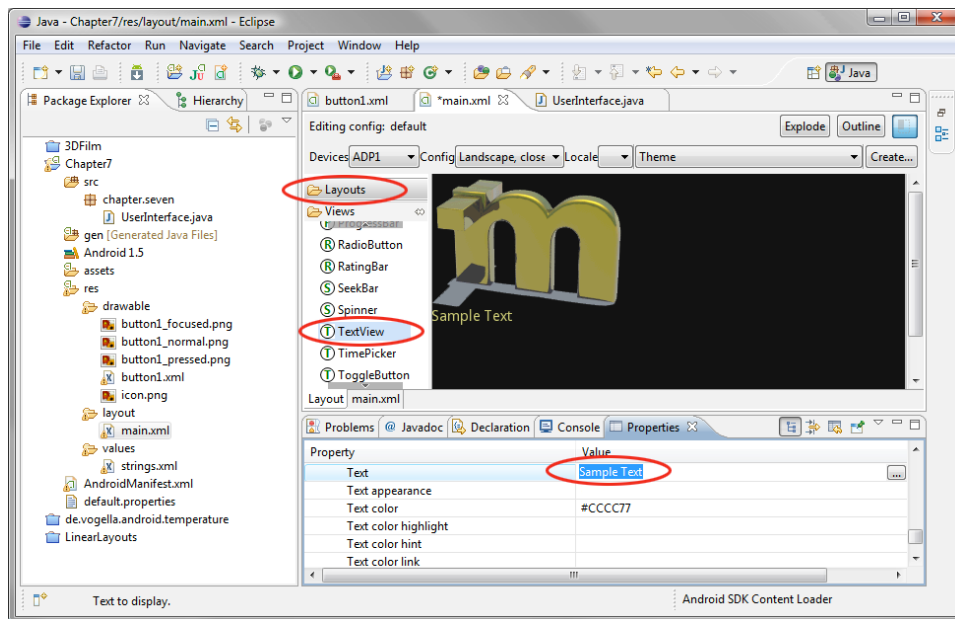 Java - Chapter7/res/layout/main.xml - Eclipse
File Edit Refactor Run Navigate Search Project Window Help
Java
Package Explorer Hierarchy
3DFilm
Chapter7
src
chapter.seven
UserInterface.java
gen [Generated Java Files]
Android 1.5
assets
res
drawable
button1_focused.png
button1_normal.png
button1_pressed.png
button1.xml
icon.png
layout
main.xml
values
strings.xml
AndroidManifest.xml
default.properties
de.vogella.android.temperature
LinearLayouts
button1.xml *main.xml UserInterface.java
Editing config: default Explode Outline
Devices ADP1 Config Landscape, close Locale Theme Create...
Layouts
Views
ProgressBar
R RadioButton
R RatingBar
S SeekBar
S Spinner
T TextView
T TimePicker
T ToggleButton
m
Sample Text
Layout main.xml
Problems @ Javadoc Declaration Console Properties
Property Value
Text Sample Text ...
Text appearance
Text color #CCCC77
Text color highlight
Text color hint
Text color link
Text to display. Android SDK Content Loader